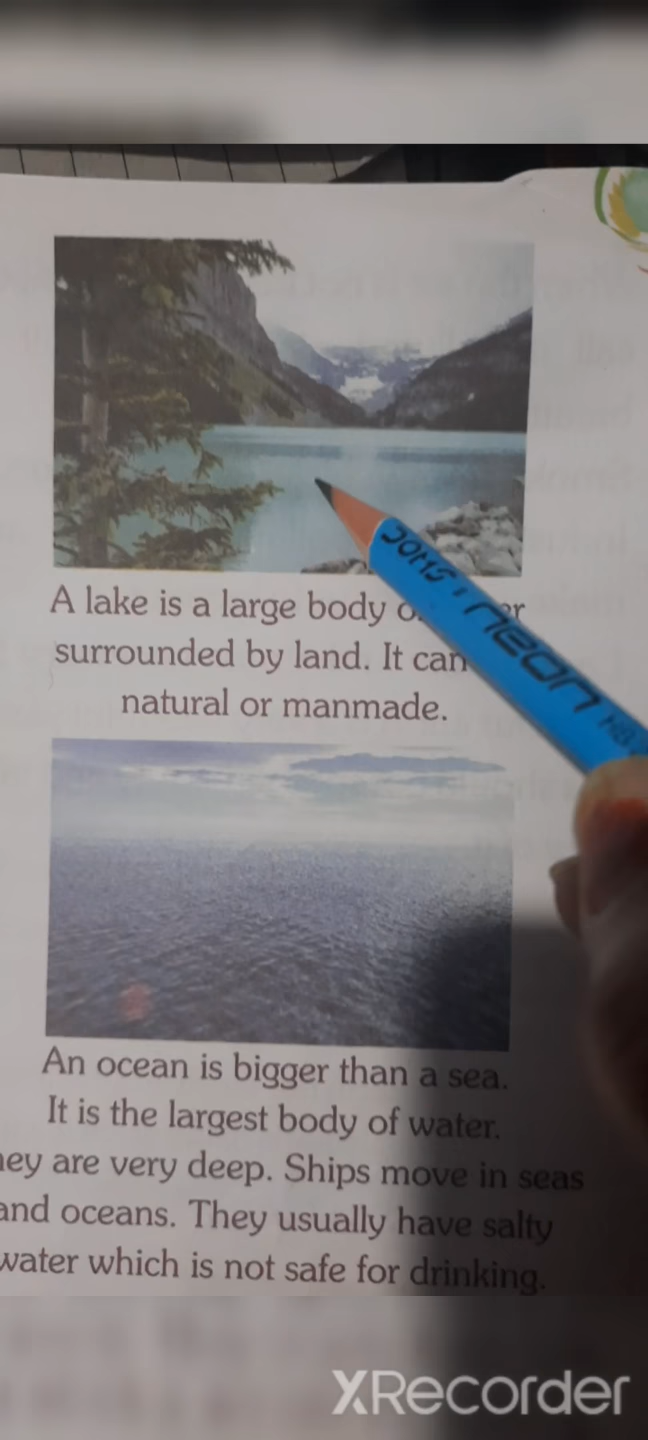 A lake is a large body
surrounded by land. It can
natural or manmade.
DOMS neon HB
An ocean is bigger than a sea.
It is the largest body of water.
are very deep. Ships move in seas
and oceans. They usually have salty
water which is not safe for drinking.
XRecorder